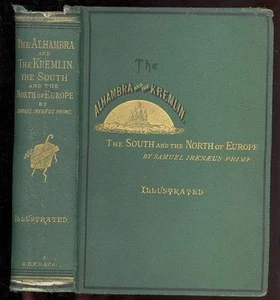 THE ALHAMBRA
AND
THE KREMLIN.
THE SOUTH
AND THE
NORTH OF EUROPE
BY
SAMUEL IRENÆUS PRIME.
ILLUSTRATED.
The
ALHAMBRA AND THE KREMLIN.
THE SOUTH AND THE NORTH OF EUROPE
BY SAMUEL IRENÆUS PRIME
ILLUSTRATED